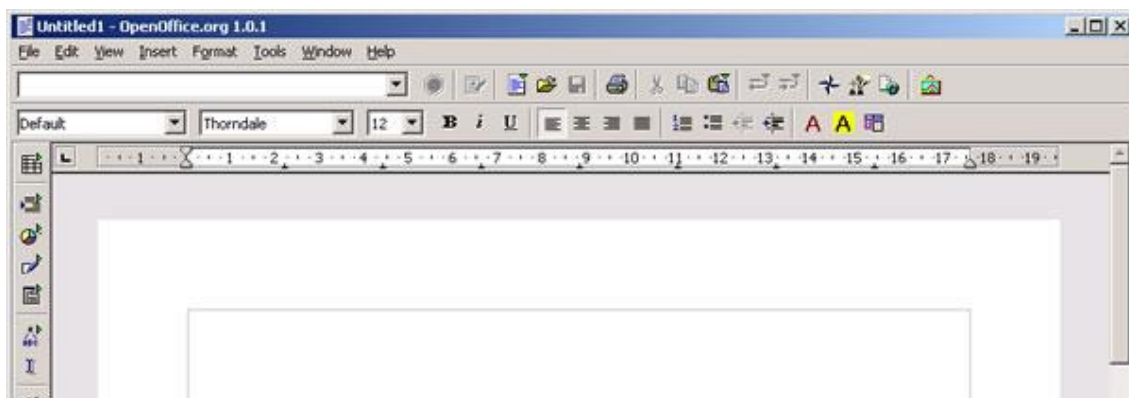 Untitled1 - OpenOffice.org 1.0.1
File Edit View Insert Format Tools Window Help
Default Thorndale 12 B i U A A
1 1 2 3 4 5 6 7 8 9 10 11 12 13 14 15 16 17 18 19